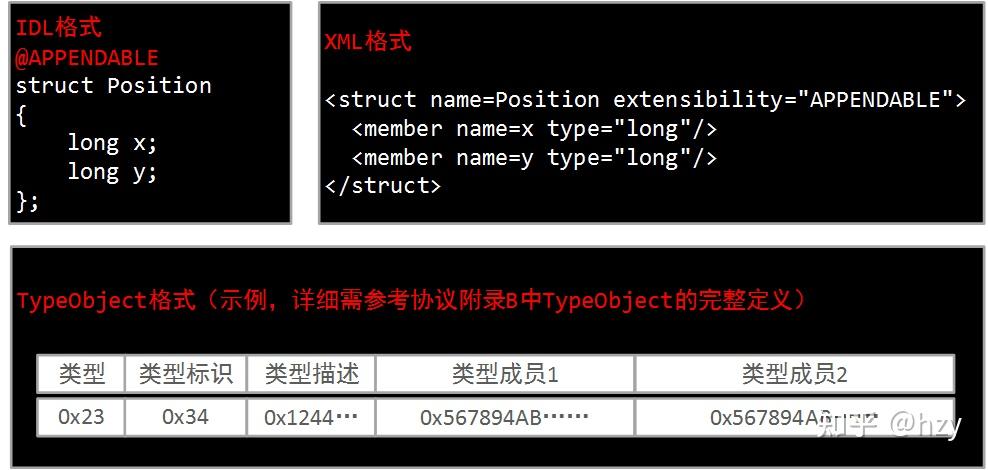 IDL格式
@APPENDABLE
struct Position
{
long x;
long y;
};
XML格式
<struct name=Position extensibility="APPENDABLE">
<member name=x type="long"/>
<member name=y type="long"/>
</struct>
TypeObject格式（示例，详细需参考协议附录B中TypeObject的完整定义）
类型 类型标识 类型描述 类型成员1 类型成员2
0x23 0x34 0x1244… 0x567894AB…… 0x567894AB……
知乎 @hzy